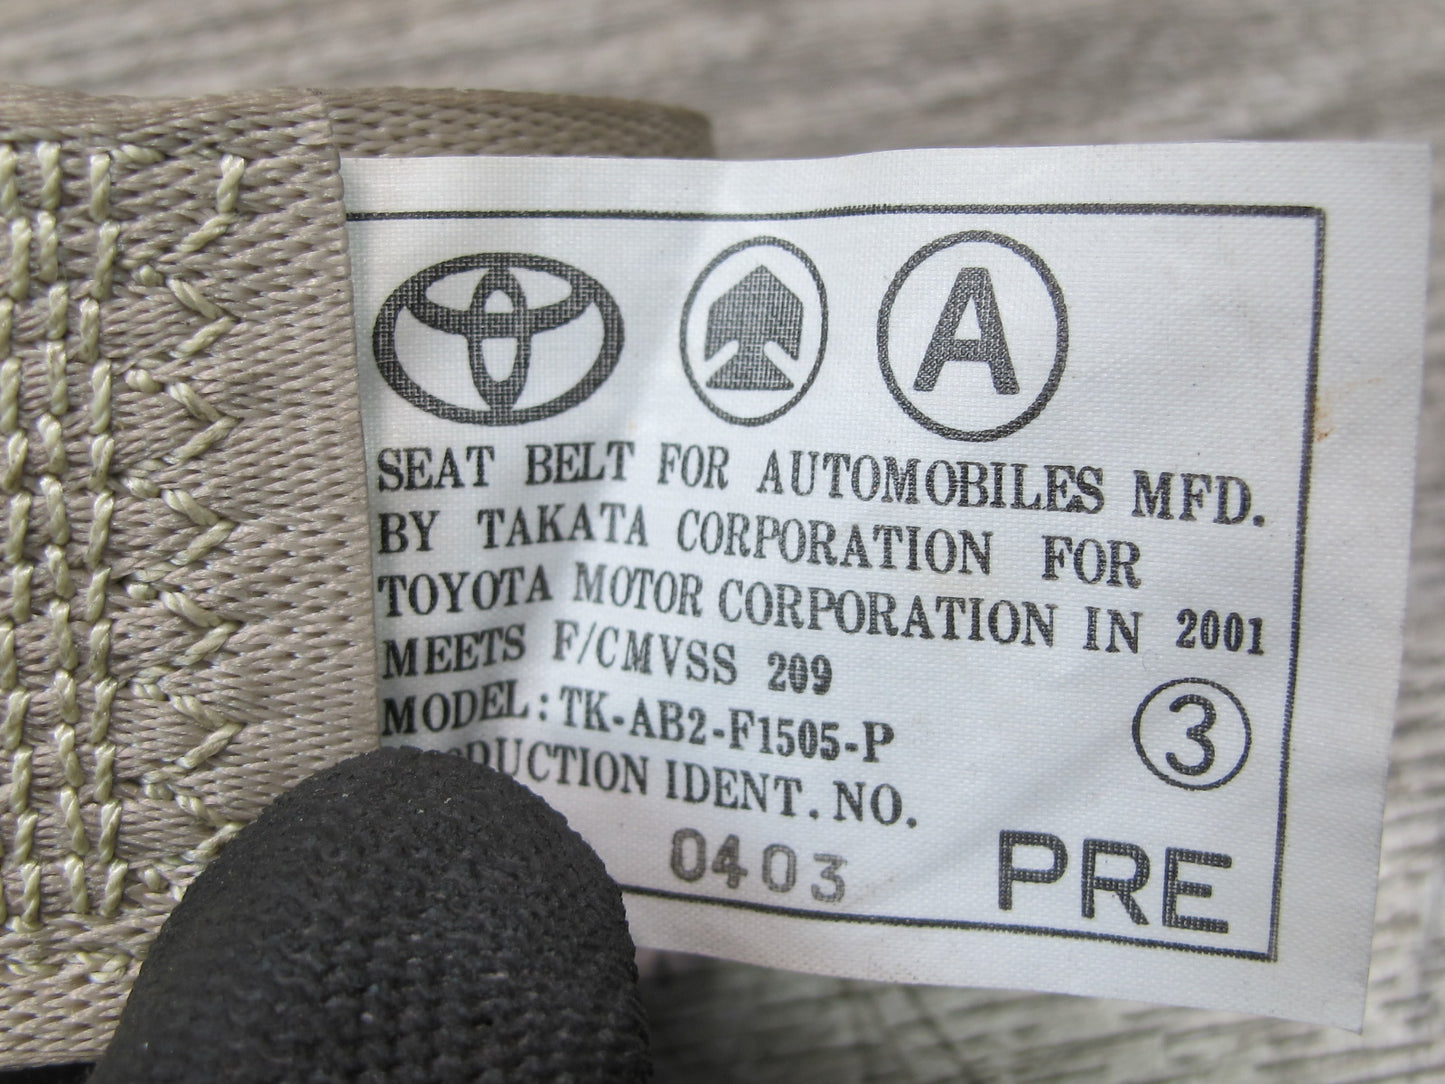 A
SEAT BELT FOR AUTOMOBILES MFD.
BY TAKATA CORPORATION FOR
TOYOTA MOTOR CORPORATION IN 2001
MEETS F/CMVSS 209
MODEL : TK-AB2-F1505-P
3
IDENT. NO.
0403
PRE